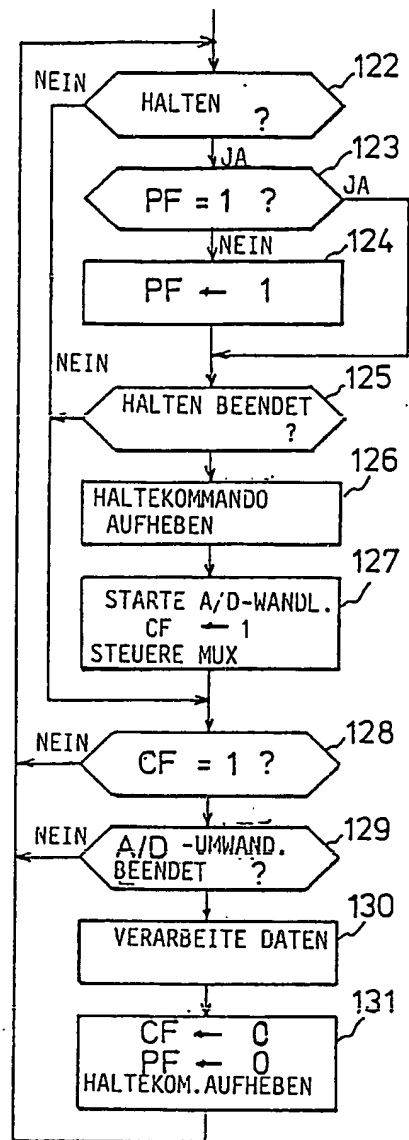 122
NEIN
HALTEN
?
JA
123
PF = 1 ?
JA
NEIN
124
PF ← 1
NEIN
125
HALTEN BEENDET
?
126
HALTEKOMMANDO
AUFHEBEN
127
STARTE A/D-WANDL.
CF ← 1
STEUERE MUX
NEIN
128
CF = 1 ?
NEIN
129
A/D -UMWAND.
BEENDET ?
130
VERARBEITE DATEN
131
CF ← 0
PF ← 0
HALTEKOM.AUFHEBEN